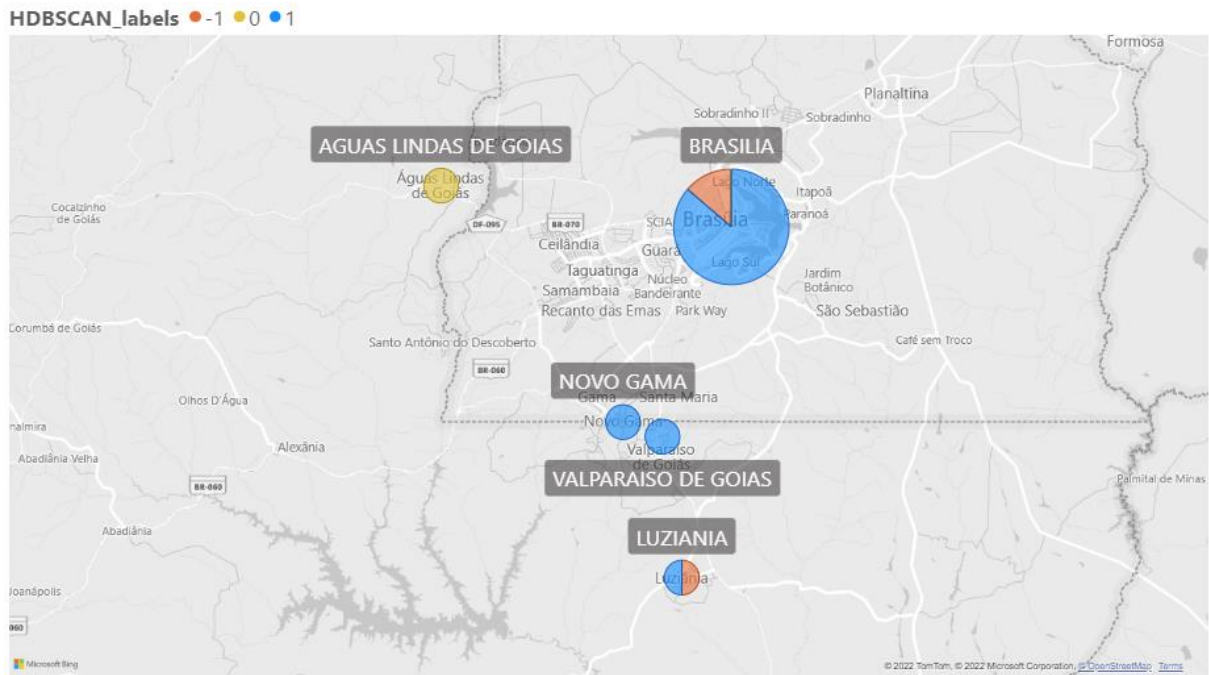 HDBSCAN_labels -1 0 1
Formosa
Planaltina
Sobradinho II
Sobradinho
AGUAS LINDAS DE GOIAS
BRASILIA
Águas Lindas
de Goiás
Lago Norte
Itapoã
Cocalzinho
de Goiás
Paranoá
DF-095
BR-070
SCIA
Brasília
Ceilândia
Guará
Lago Sul
Taguatinga
Núcleo
Bandeirante
Jardim
Botânico
Samambaia
Recanto das Emas
Park Way
São Sebastião
Corumbá de Goiás
Santo Antônio do Descoberto
Café sem Troco
BR-060
NOVO GAMA
Olhos D'Água
Gama
Santa Maria
Novo Gama
Alexânia
Valparaíso
de Goiás
Abadiânia Velha
VALPARAÍSO DE GOIAS
Palmital de Minas
BR-060
Abadiânia
LUZIANIA
Luziânia
060
Microsoft Bing
© 2022 TomTom, © 2022 Microsoft Corporation, © OpenStreetMap Terms